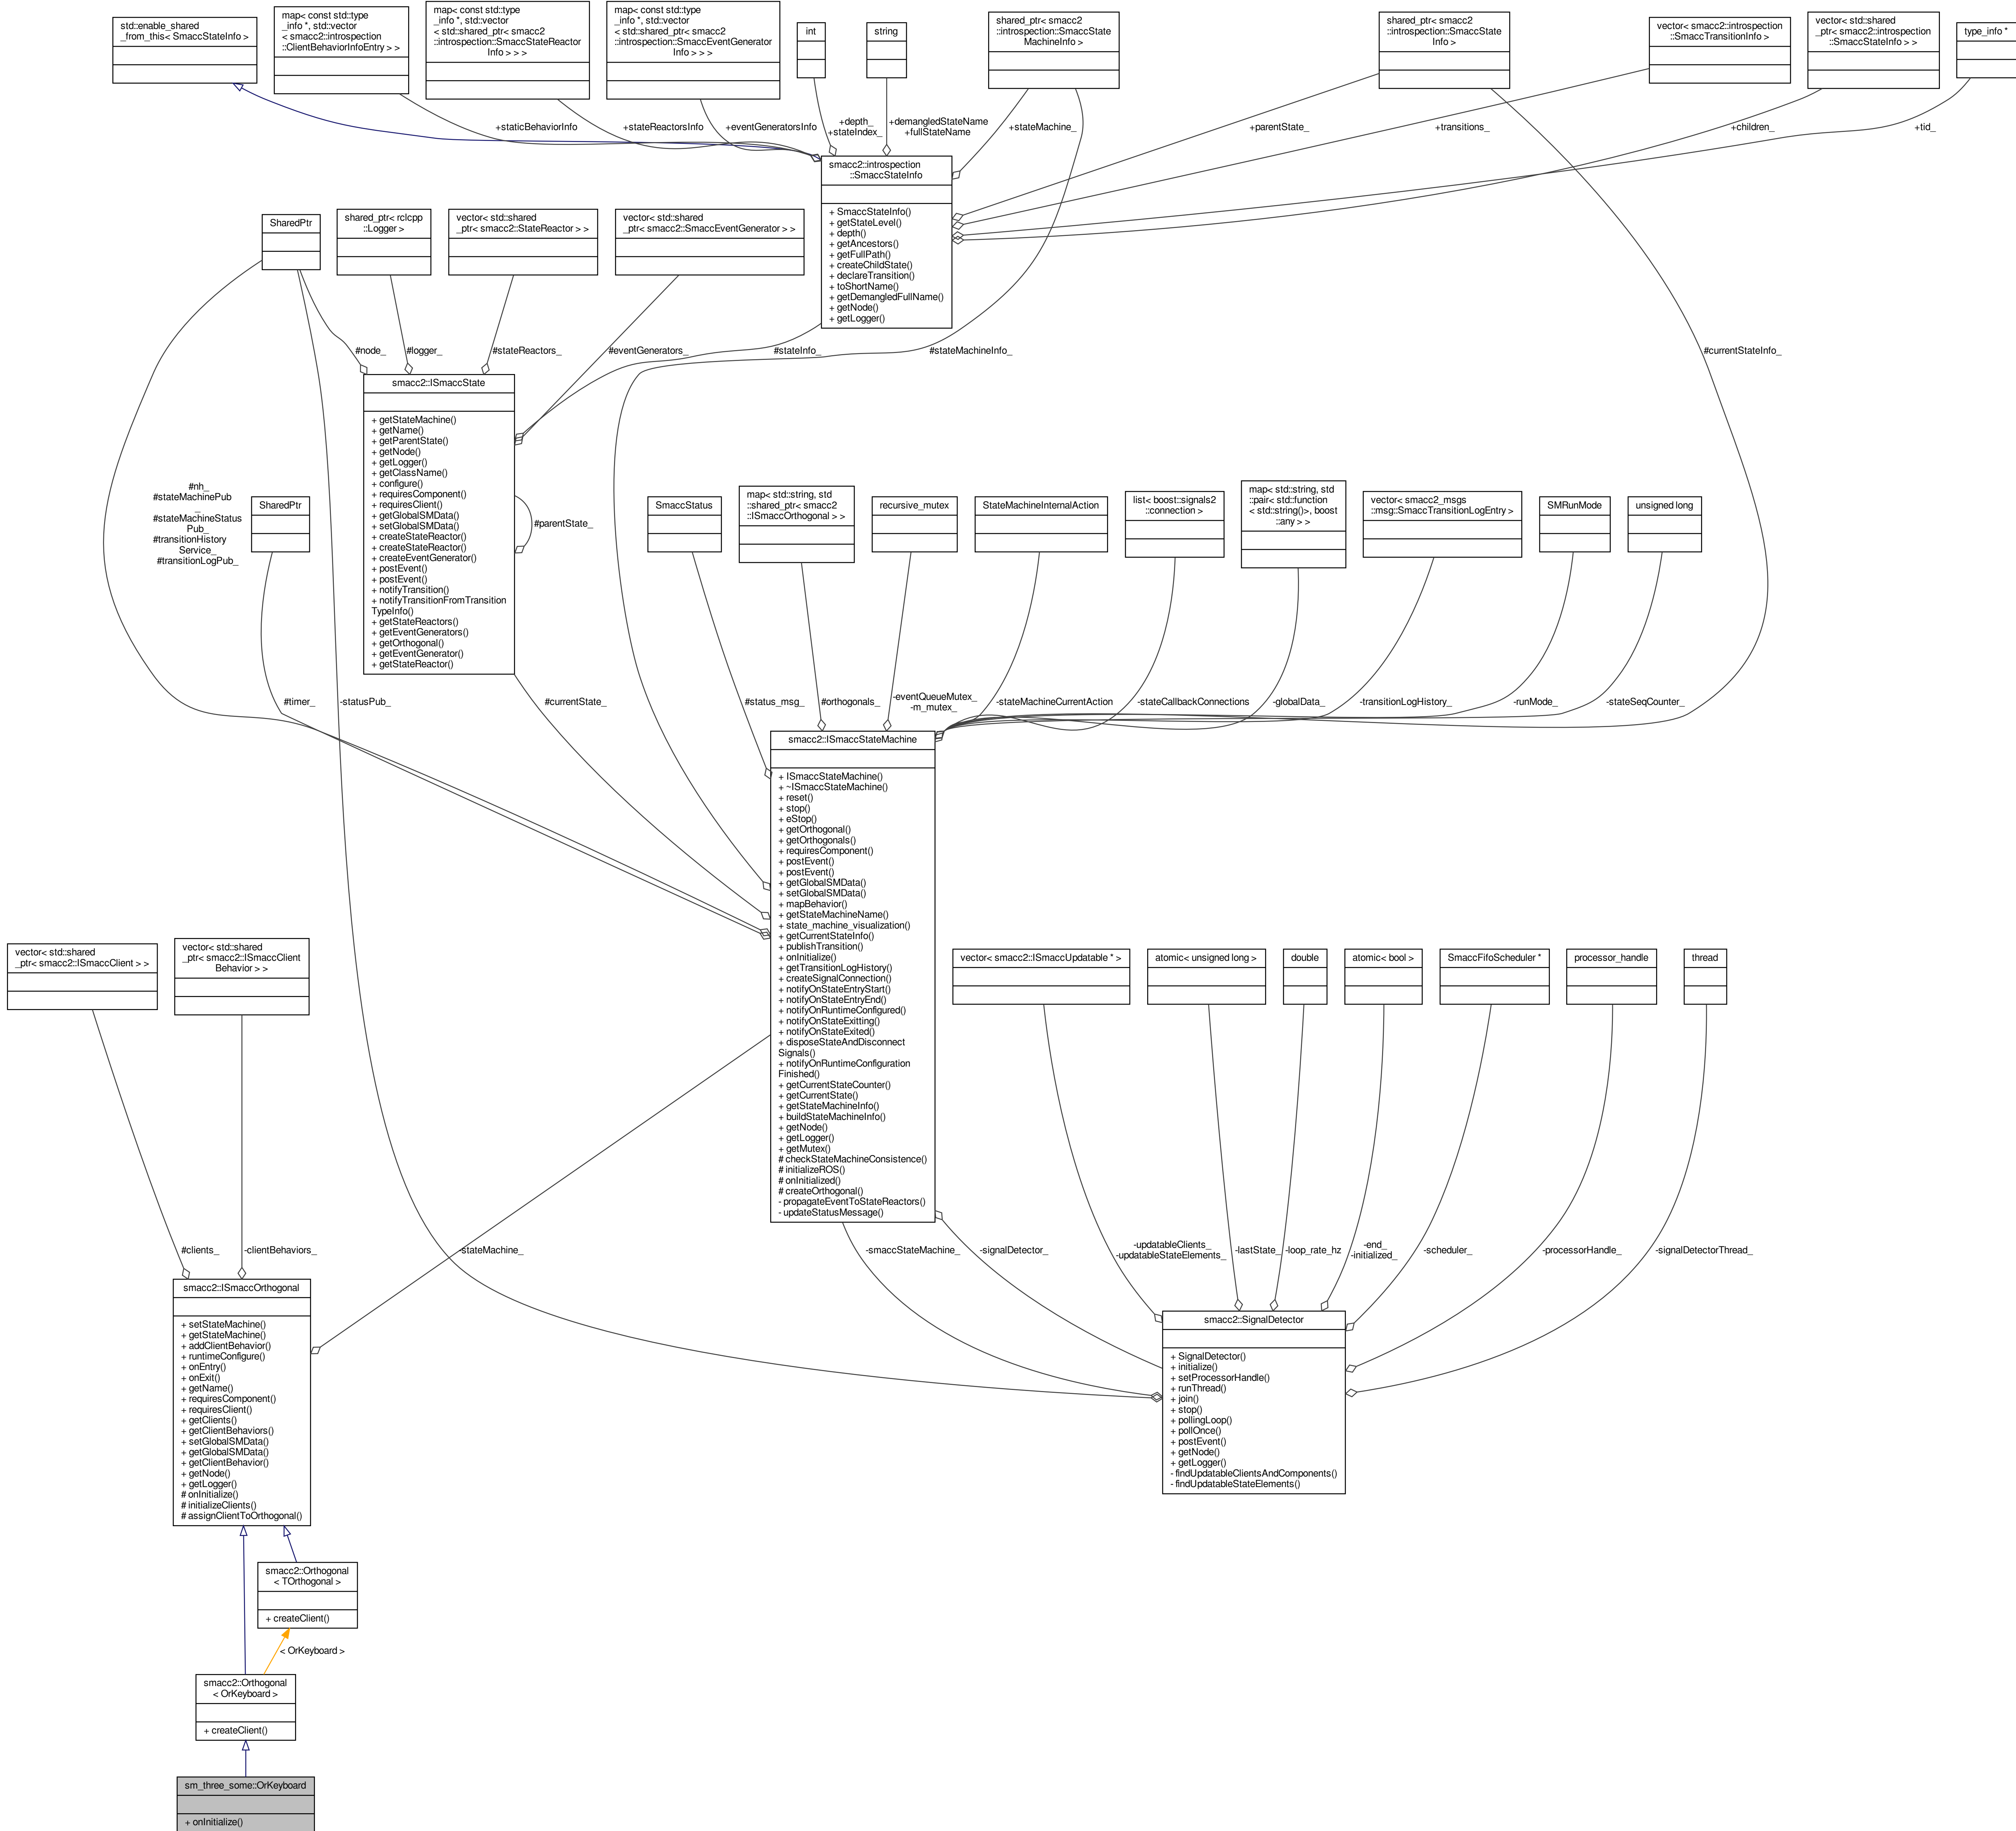 std::enable_shared
_from_this< SmaccStateInfo >
map< const std::type
_info *, std::vector
< smacc2::introspection
::ClientBehaviorInfoEntry > >
map< const std::type
_info *, std::vector
< std::shared_ptr< smacc2
::introspection::SmaccStateReactor
Info > > >
map< const std::type
_info *, std::vector
< std::shared_ptr< smacc2
::introspection::SmaccEventGenerator
Info > > >
int
string
shared_ptr< smacc2
::introspection::SmaccState
MachineInfo >
shared_ptr< smacc2
::introspection::SmaccState
Info >
vector< smacc2::introspection
::SmaccTransitionInfo >
vector< std::shared
_ptr< smacc2::introspection
::SmaccStateInfo > >
type_info *
+staticBehaviorInfo
+stateReactorsInfo
+eventGeneratorsInfo
+depth_
+stateIndex_
+demangledStateName
+fullStateName
+stateMachine_
+parentState_
+transitions_
+children_
+tid_
smacc2::introspection
::SmaccStateInfo
+ SmaccStateInfo()
+ getStateLevel()
+ depth()
+ getAncestors()
+ getFullPath()
+ createChildState()
+ declareTransition()
+ toShortName()
+ getDemangledFullName()
+ getNode()
+ getLogger()
SharedPtr
shared_ptr< rclcpp
::Logger >
vector< std::shared
_ptr< smacc2::StateReactor > >
vector< std::shared
_ptr< smacc2::SmaccEventGenerator > >
#node_
#logger_
#stateReactors_
#eventGenerators_
#stateInfo_
#stateMachineInfo_
#currentStateInfo_
smacc2::ISmaccState
+ getStateMachine()
+ getName()
+ getParentState()
+ getNode()
+ getLogger()
+ getClassName()
+ configure()
+ requiresComponent()
+ requiresClient()
+ getGlobalSMData()
+ setGlobalSMData()
+ createStateReactor()
+ createStateReactor()
+ createEventGenerator()
+ postEvent()
+ postEvent()
+ notifyTransition()
+ notifyTransitionFromTransition
TypeInfo()
+ getStateReactors()
+ getEventGenerators()
+ getOrthogonal()
+ getEventGenerator()
+ getStateReactor()
#parentState_
#nh_
#stateMachinePub
_
#stateMachineStatus
Pub_
#transitionHistory
Service_
#transitionLogPub_
SharedPtr
SmaccStatus
map< std::string, std
::shared_ptr< smacc2
::ISmaccOrthogonal > >
recursive_mutex
StateMachineInternalAction
list< boost::signals2
::connection >
map< std::string, std
::pair< std::function
< std::string()>, boost
::any > >
vector< smacc2_msgs
::msg::SmaccTransitionLogEntry >
SMRunMode
unsigned long
#timer_
-statusPub_
#currentState_
#status_msg_
#orthogonals_
-eventQueueMutex_
-m_mutex_
-stateMachineCurrentAction
-stateCallbackConnections
-globalData_
-transitionLogHistory_
-runMode_
-stateSeqCounter_
smacc2::ISmaccStateMachine
+ ISmaccStateMachine()
+ ~ISmaccStateMachine()
+ reset()
+ stop()
+ eStop()
+ getOrthogonal()
+ getOrthogonals()
+ requiresComponent()
+ postEvent()
+ postEvent()
+ getGlobalSMData()
+ setGlobalSMData()
+ mapBehavior()
+ getStateMachineName()
+ state_machine_visualization()
+ getCurrentStateInfo()
+ publishTransition()
+ onInitialize()
+ getTransitionLogHistory()
+ createSignalConnection()
+ notifyOnStateEntryStart()
+ notifyOnStateEntryEnd()
+ notifyOnRuntimeConfigured()
+ notifyOnStateExitting()
+ notifyOnStateExited()
+ disposeStateAndDisconnect
Signals()
+ notifyOnRuntimeConfiguration
Finished()
+ getCurrentStateCounter()
+ getCurrentState()
+ getStateMachineInfo()
+ buildStateMachineInfo()
+ getNode()
+ getLogger()
+ getMutex()
# checkStateMachineConsistence()
# initializeROS()
# onInitialized()
# createOrthogonal()
- propagateEventToStateReactors()
- updateStatusMessage()
vector< std::shared
_ptr< smacc2::ISmaccClient > >
vector< std::shared
_ptr< smacc2::ISmaccClient
Behavior > >
vector< smacc2::ISmaccUpdatable * >
atomic< unsigned long >
double
atomic< bool >
SmaccFifoScheduler *
processor_handle
thread
#clients_
-clientBehaviors_
-stateMachine_
-smaccStateMachine_
-signalDetector_
-updatableClients_
-updatableStateElements_
-lastState_
-loop_rate_hz
-end_
-initialized_
-scheduler_
-processorHandle_
-signalDetectorThread_
smacc2::ISmaccOrthogonal
+ setStateMachine()
+ getStateMachine()
+ addClientBehavior()
+ runtimeConfigure()
+ onEntry()
+ onExit()
+ getName()
+ requiresComponent()
+ requiresClient()
+ getClients()
+ getClientBehaviors()
+ setGlobalSMData()
+ getGlobalSMData()
+ getClientBehavior()
+ getNode()
+ getLogger()
# onInitialize()
# initializeClients()
# assignClientToOrthogonal()
smacc2::SignalDetector
+ SignalDetector()
+ initialize()
+ setProcessorHandle()
+ runThread()
+ join()
+ stop()
+ pollingLoop()
+ pollOnce()
+ postEvent()
+ getNode()
+ getLogger()
- findUpdatableClientsAndComponents()
- findUpdatableStateElements()
smacc2::Orthogonal
< TOrthogonal >
+ createClient()
< OrKeyboard >
smacc2::Orthogonal
< OrKeyboard >
+ createClient()
sm_three_some::OrKeyboard
+ onInitialize()